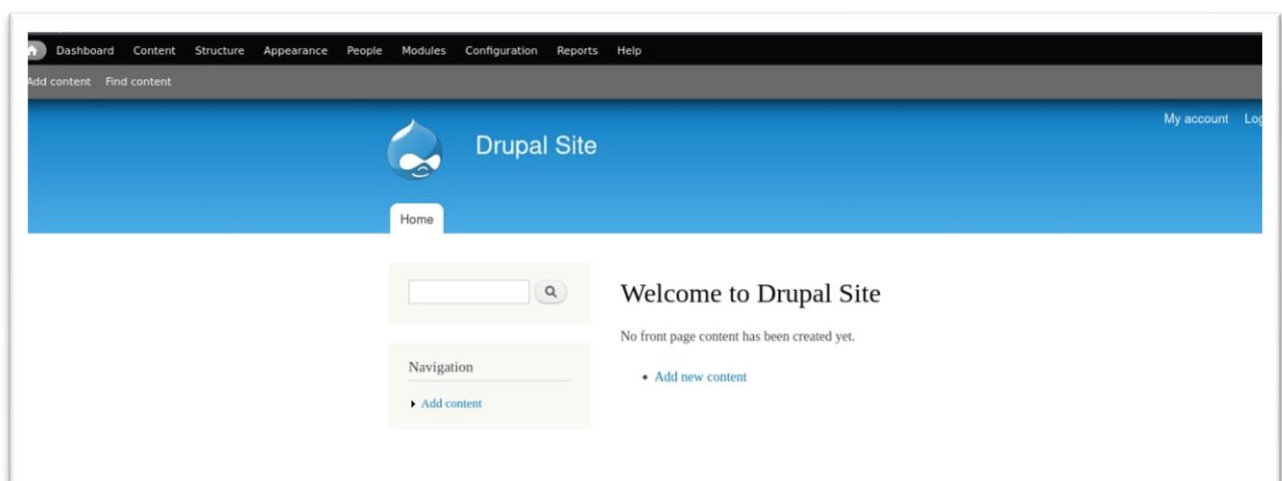 Dashboard Content Structure Appearance People Modules Configuration Reports Help
Add content Find content
My account
Drupal Site
Home
Welcome to Drupal Site
No front page content has been created yet.
Navigation
Add new content
Add content